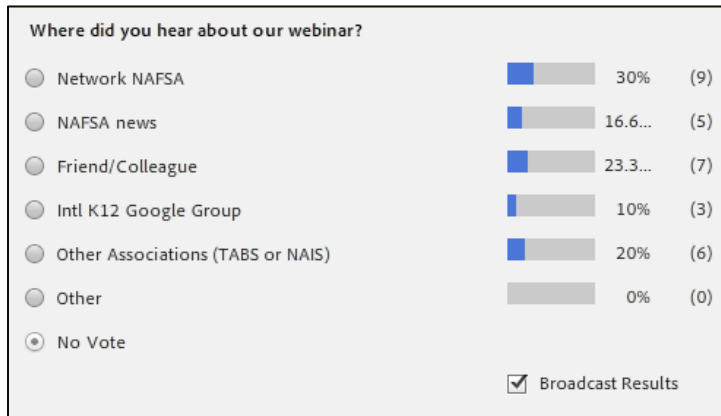 Where did you hear about our webinar?
Network NAFSA 30% (9)
NAFSA news 16.6... (5)
Friend/Colleague 23.3... (7)
Intl K12 Google Group 10% (3)
Other Associations (TABS or NAIS) 20% (6)
Other 0% (0)
No Vote
Broadcast Results